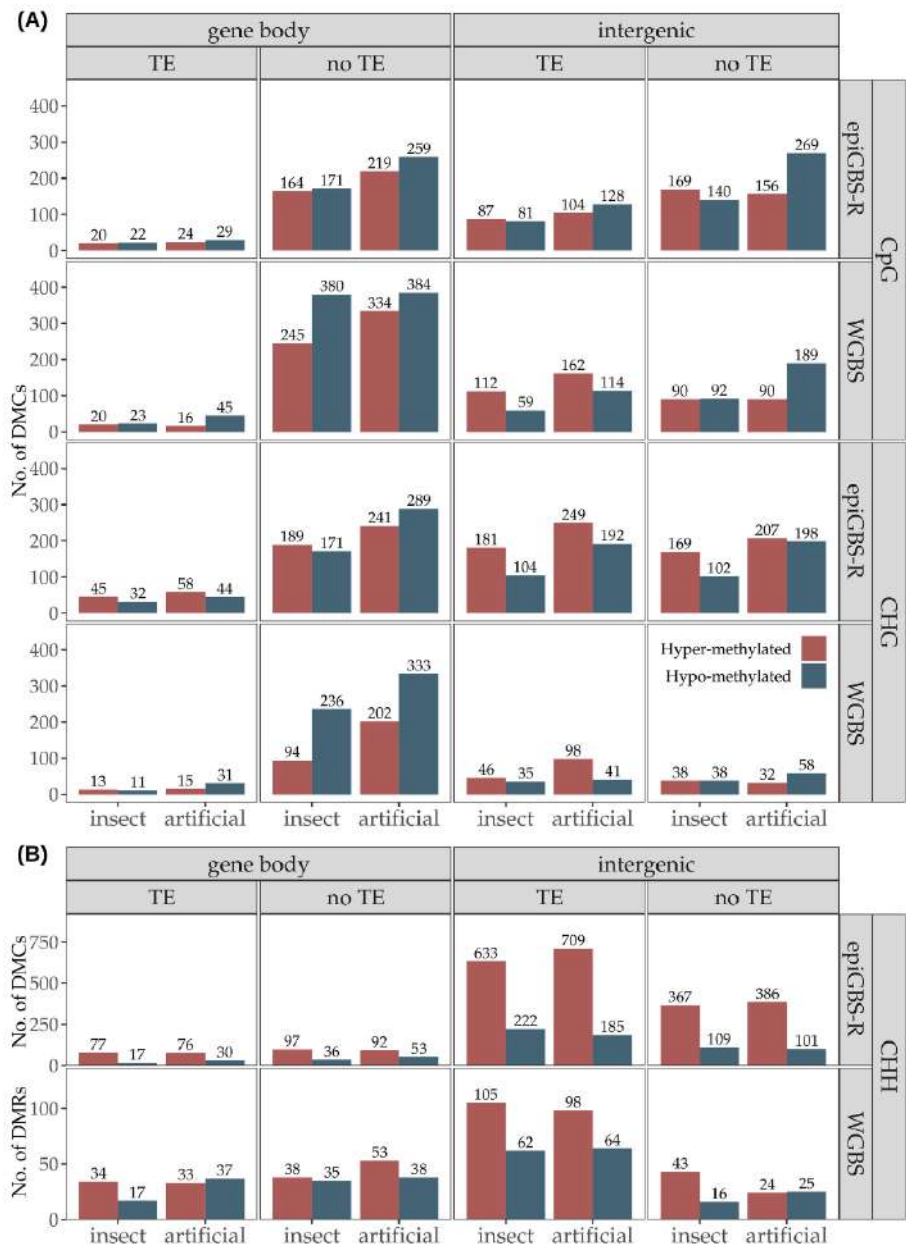 (A)
gene body intergenic
TE no TE TE no TE
No. of DMCs
400
300
200
100
0
20 22 24 29
164 171 219 259
87 81 104 128
169 140 156 269
epiGBS-R
CpG
400
300
200
100
0
20 23 16 45
245 380 334 384
112 59 162 114
90 92 90 189
WGBS
400
300
200
100
0
45 32 58 44
189 171 241 289
181 104 249 192
169 102 207 198
epiGBS-R
CHG
400
300
200
100
0
13 11 15 31
94 236 202 333
46 35 98 41
Hyper-methylated
Hypo-methylated
38 38 32 58
WGBS
insect artificial insect artificial insect artificial insect artificial
(B)
gene body intergenic
TE no TE TE no TE
No. of DMCs
750
500
250
0
77 17 76 30
97 36 92 53
633 222 709 185
367 109 386 101
epiGBS-R
CHH
No. of DMRs
100
50
0
34 17 33 37
38 35 53 38
105 62 98 64
43 16 24 25
WGBS
insect artificial insect artificial insect artificial insect artificial